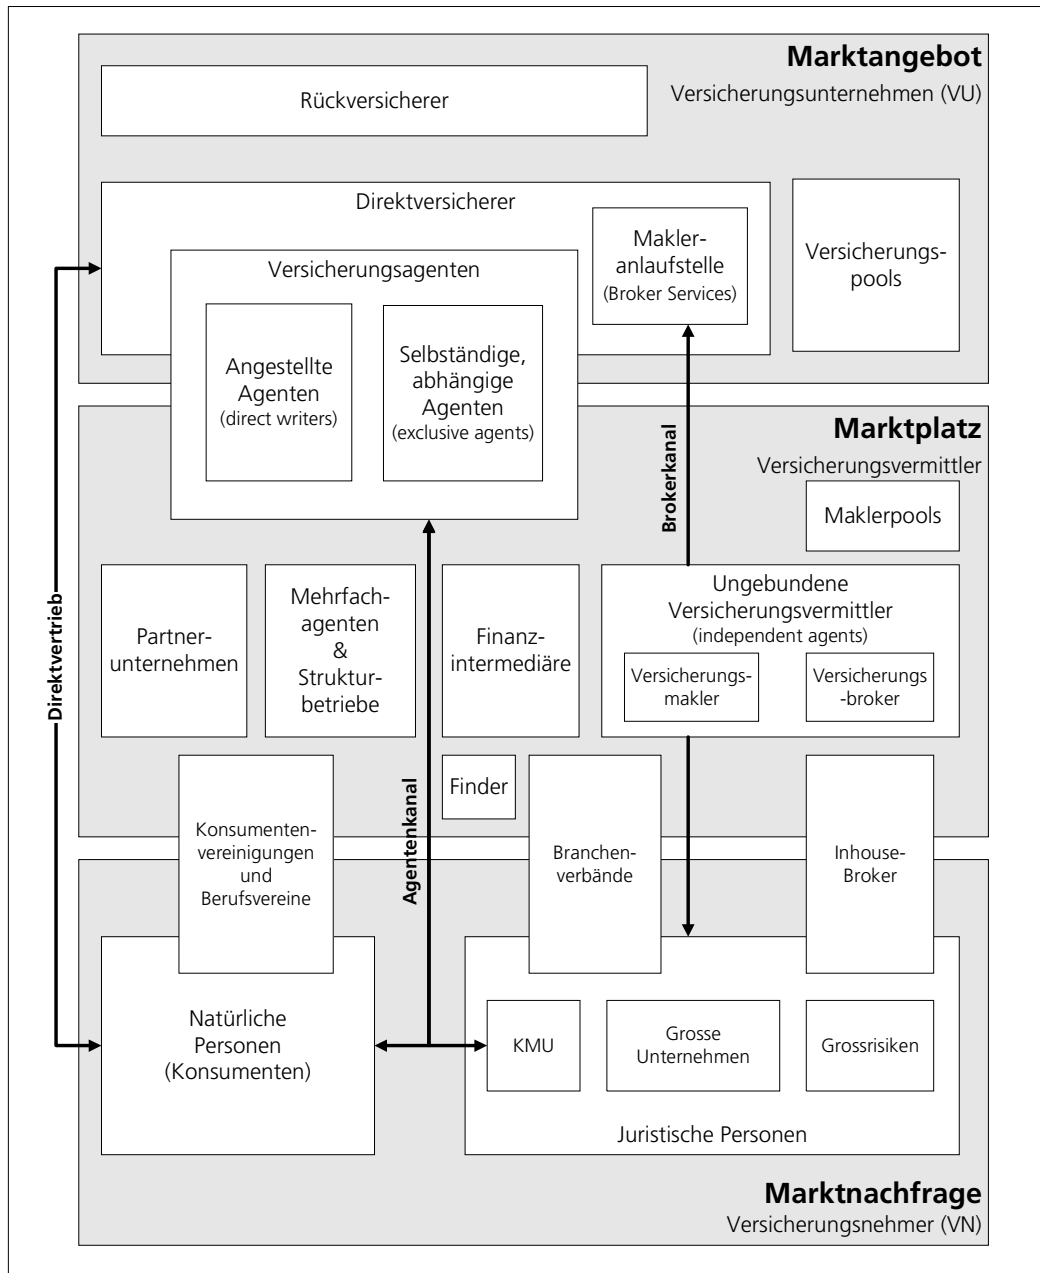 Marktangebot
Versicherungsunternehmen (VU)
Rückversicherer
Direktversicherer
Makler-
anlaufstelle
(Broker Services)
Versicherungs-
pools
Versicherungsagenten
Angestellte
Agenten
(direct writers)
Selbständige,
abhängige
Agenten
(exclusive agents)
Marktplatz
Versicherungsvermittler
Maklerpools
Brokerkanal
Direktvertrieb
Partner-
unternehmen
Mehrfach-
agenten
&
Struktur-
betriebe
Finanz-
intermediäre
Ungebundene
Versicherungsvermittler
(independent agents)
Versicherungs-
makler
Versicherungs
-broker
Agentenkanal
Finder
Konsumenten-
vereinigungen
und
Berufsvereine
Branchen-
verbände
Inhouse-
Broker
Natürliche
Personen
(Konsumenten)
KMU
Grosse
Unternehmen
Grossrisiken
Juristische Personen
Marktnachfrage
Versicherungsnehmer (VN)